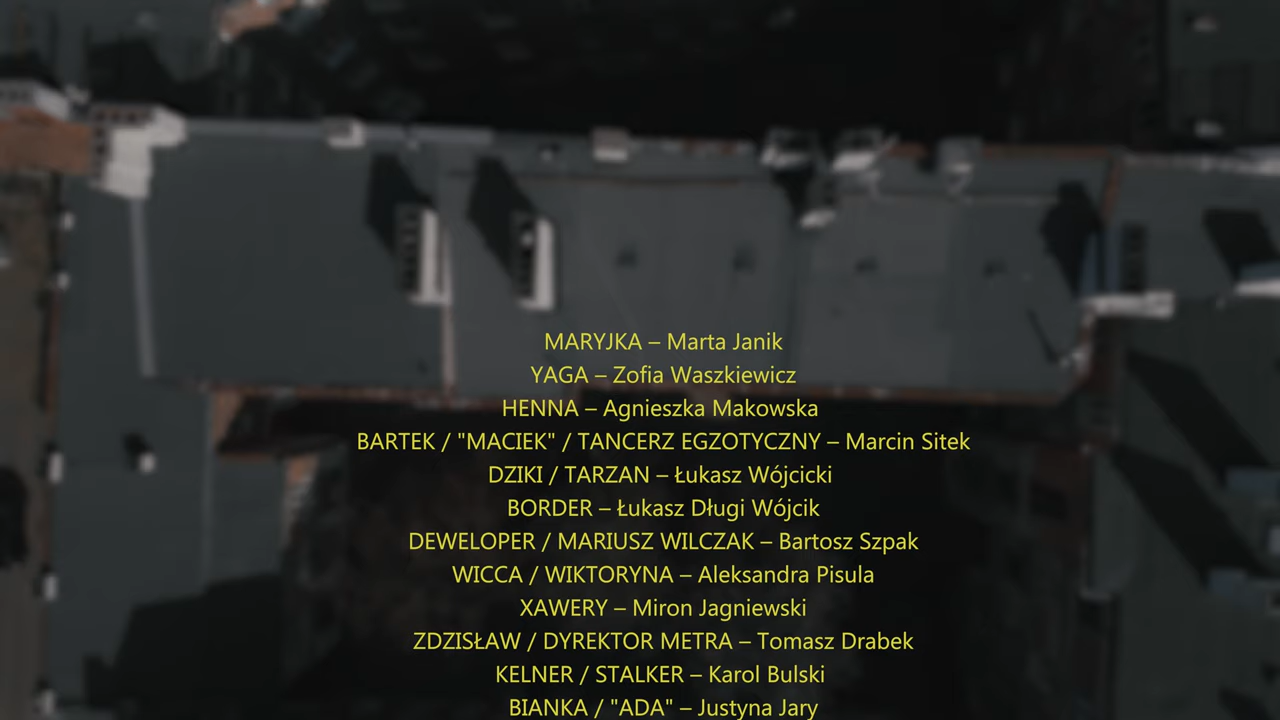 MARYJKA – Marta Janik
YAGA – Zofia Waszkiewicz
HENNA – Agnieszka Makowska
BARTEK / "MACIEK" / TANCERZ EGZOTYCZNY – Marcin Sitek
DZIKI / TARZAN – Łukasz Wójcicki
BORDER – Łukasz Długi Wójcik
DEWELOPER / MARIUSZ WILCZAK – Bartosz Szpak
WICCA / WIKTORYNA – Aleksandra Pisula
XAWERY – Miron Jagniewski
ZDZISŁAW / DYREKTOR METRA – Tomasz Drabek
KELNER / STALKER – Karol Bulski
BIANKA / "ADA" – Justyna Jary